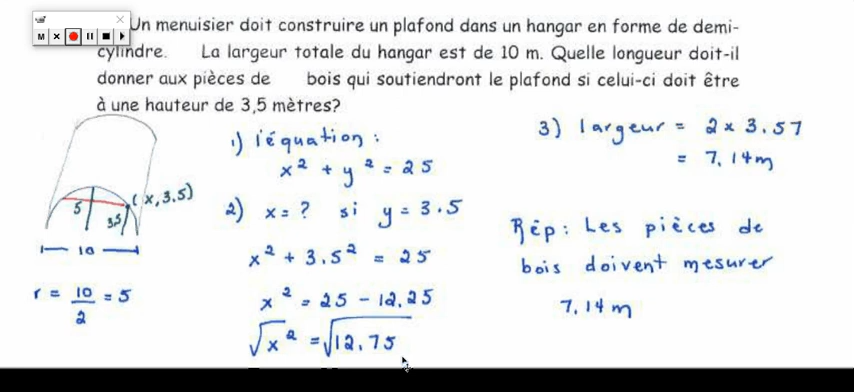 Un menuisier doit construire un plafond dans un hangar en forme de demi-
cylindre. La largeur totale du hangar est de 10 m. Quelle longueur doit-il
donner aux pièces de bois qui soutiendront le plafond si celui-ci doit être
à une hauteur de 3,5 mètres?
M
(x, 3.5)
5
3,5
10
r = 10/2 = 5
1) l'équation :
x² + y² = 25
2) x = ? si y = 3.5
x² + 3.5² = 25
x² = 25 - 12.25
√x² = √12.75
3) largeur = 2 x 3.57
= 7.14m
Rép : Les pièces de
bois doivent mesurer
7.14 m